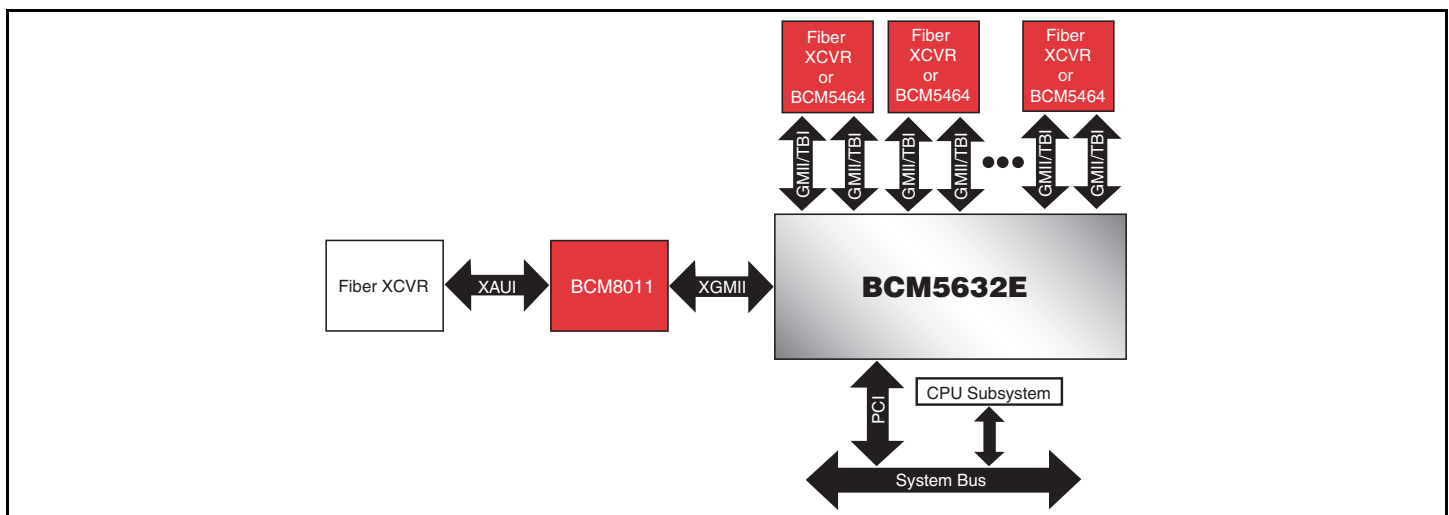 Fiber
XCVR
or
BCM5464
Fiber
XCVR
or
BCM5464
Fiber
XCVR
or
BCM5464
GMII/TBI
GMII/TBI
GMII/TBI
GMII/TBI
GMII/TBI
GMII/TBI
Fiber XCVR
XAUI
BCM8011
XGMII
BCM5632E
PCI
CPU Subsystem
System Bus